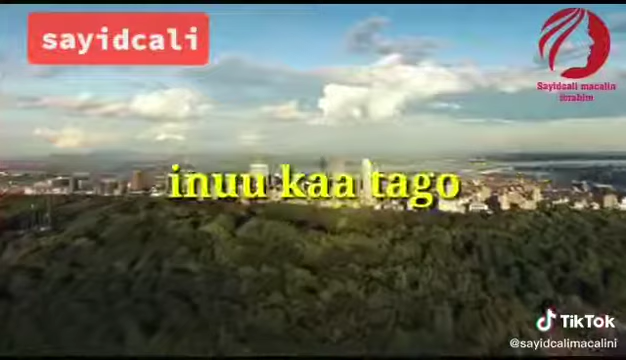 sayidcali
Sayidcali macalin
ibrahim
inuu kaa tago
TikTok
@sayidcalimacalini